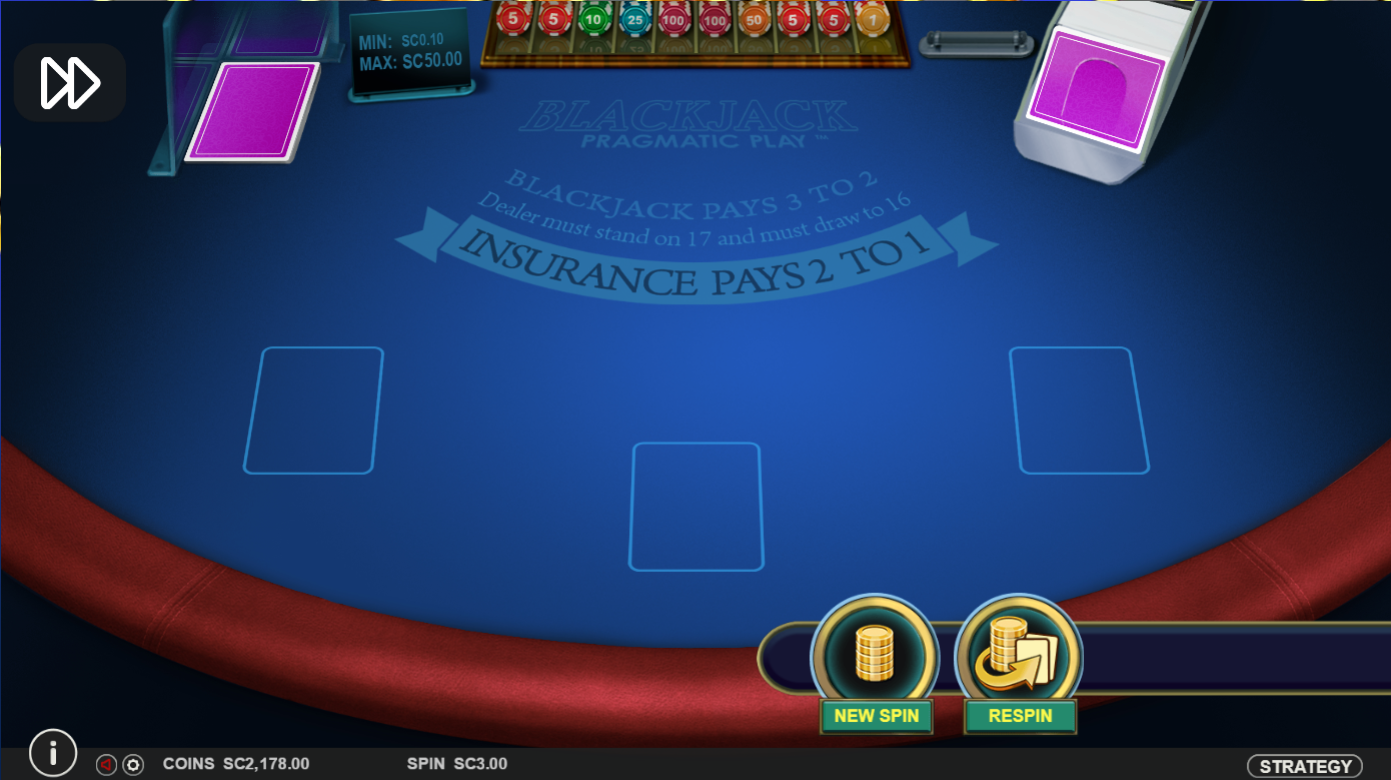 5 5 10 25 100 100 50 5 5 1
MIN: SC0.10
MAX: SC50.00
BLACKJACK
PRAGMATIC PLAY™
BLACKJACK PAYS 3 TO 2
Dealer must stand on 17 and must draw to 16
INSURANCE PAYS 2 TO 1
NEW SPIN
RESPIN
i
COINS SC2,178.00
SPIN SC3.00
STRATEGY